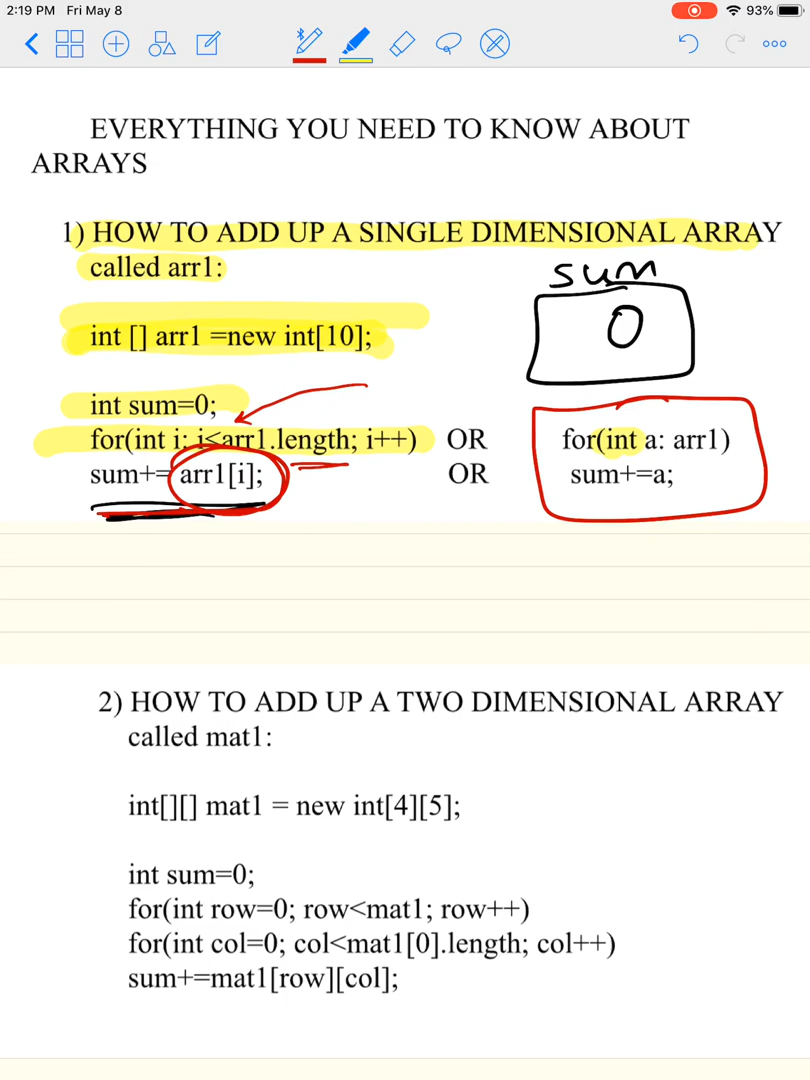 2:19 PM Fri May 8 93%
EVERYTHING YOU NEED TO KNOW ABOUT
ARRAYS
1) HOW TO ADD UP A SINGLE DIMENSIONAL ARRAY
called arr1:
sum
0
int [] arr1 =new int[10];
int sum=0;
for(int i; i<arr1.length; i++) OR for(int a: arr1)
sum+= arr1[i]; OR sum+=a;
2) HOW TO ADD UP A TWO DIMENSIONAL ARRAY
called mat1:
int[][] mat1 = new int[4][5];
int sum=0;
for(int row=0; row<mat1; row++)
for(int col=0; col<mat1[0].length; col++)
sum+=mat1[row][col];